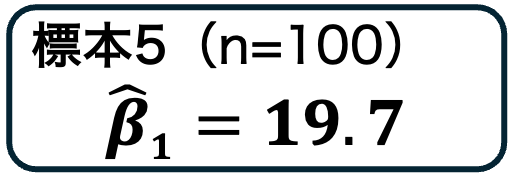 標本5（n=100）
β̂₁ = 19.7